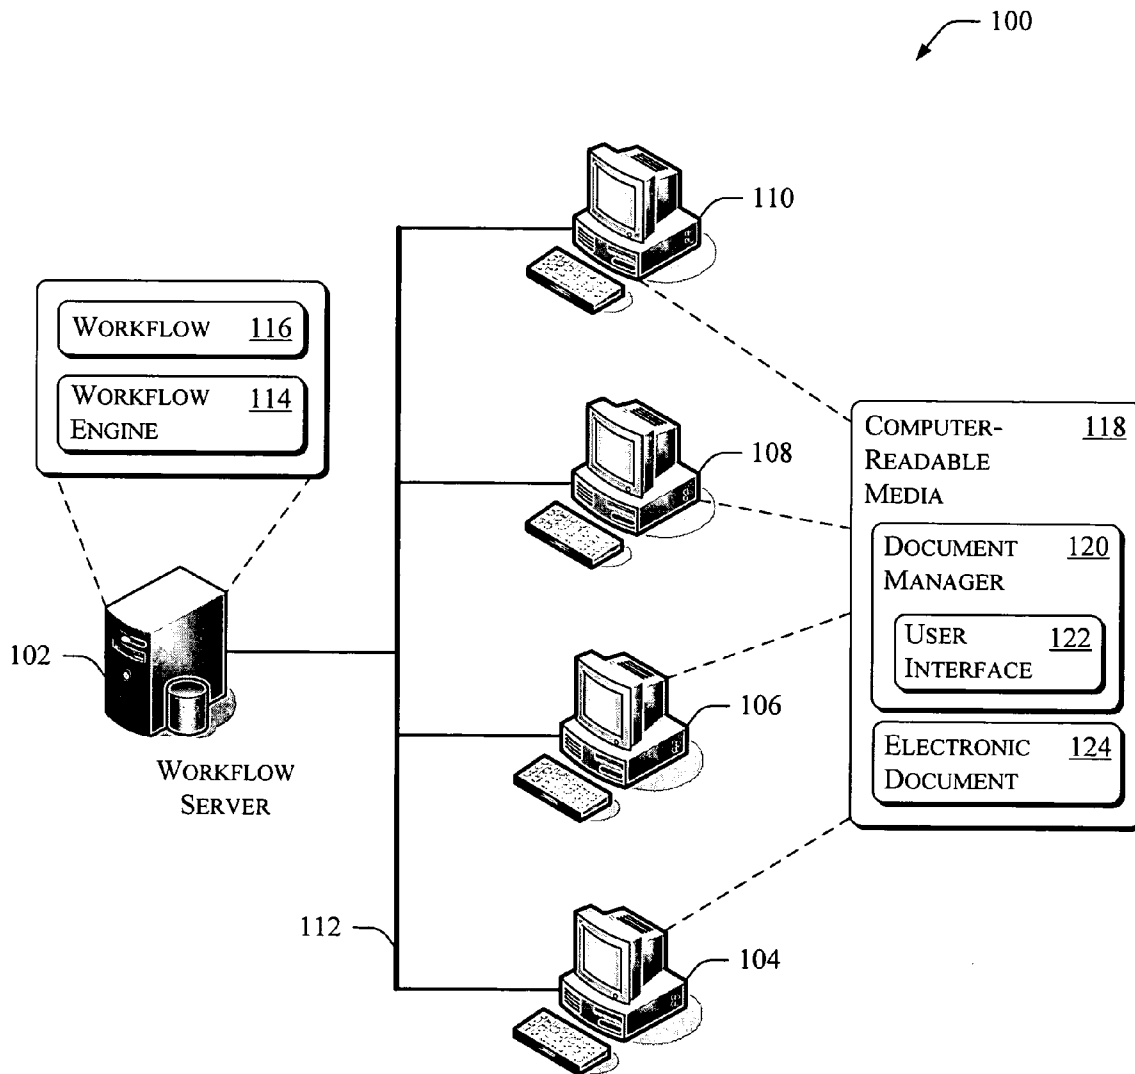 100
110
WORKFLOW 116
WORKFLOW 114
ENGINE
108
COMPUTER- 118
READABLE
MEDIA
DOCUMENT 120
MANAGER
USER 122
INTERFACE
102
106
ELECTRONIC 124
DOCUMENT
WORKFLOW
SERVER
112
104